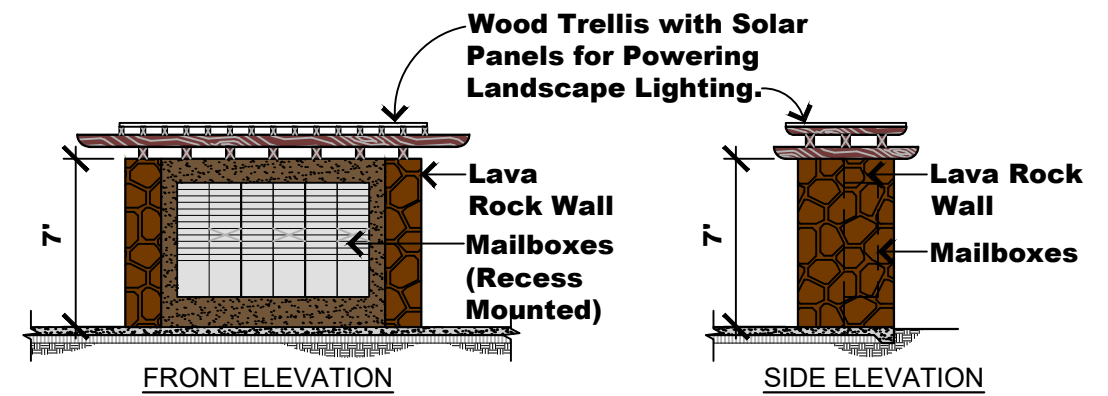 Wood Trellis with Solar
Panels for Powering
Landscape Lighting.
7'
Lava
Rock Wall
Mailboxes
(Recess
Mounted)
FRONT ELEVATION
7'
Lava Rock
Wall
Mailboxes
SIDE ELEVATION